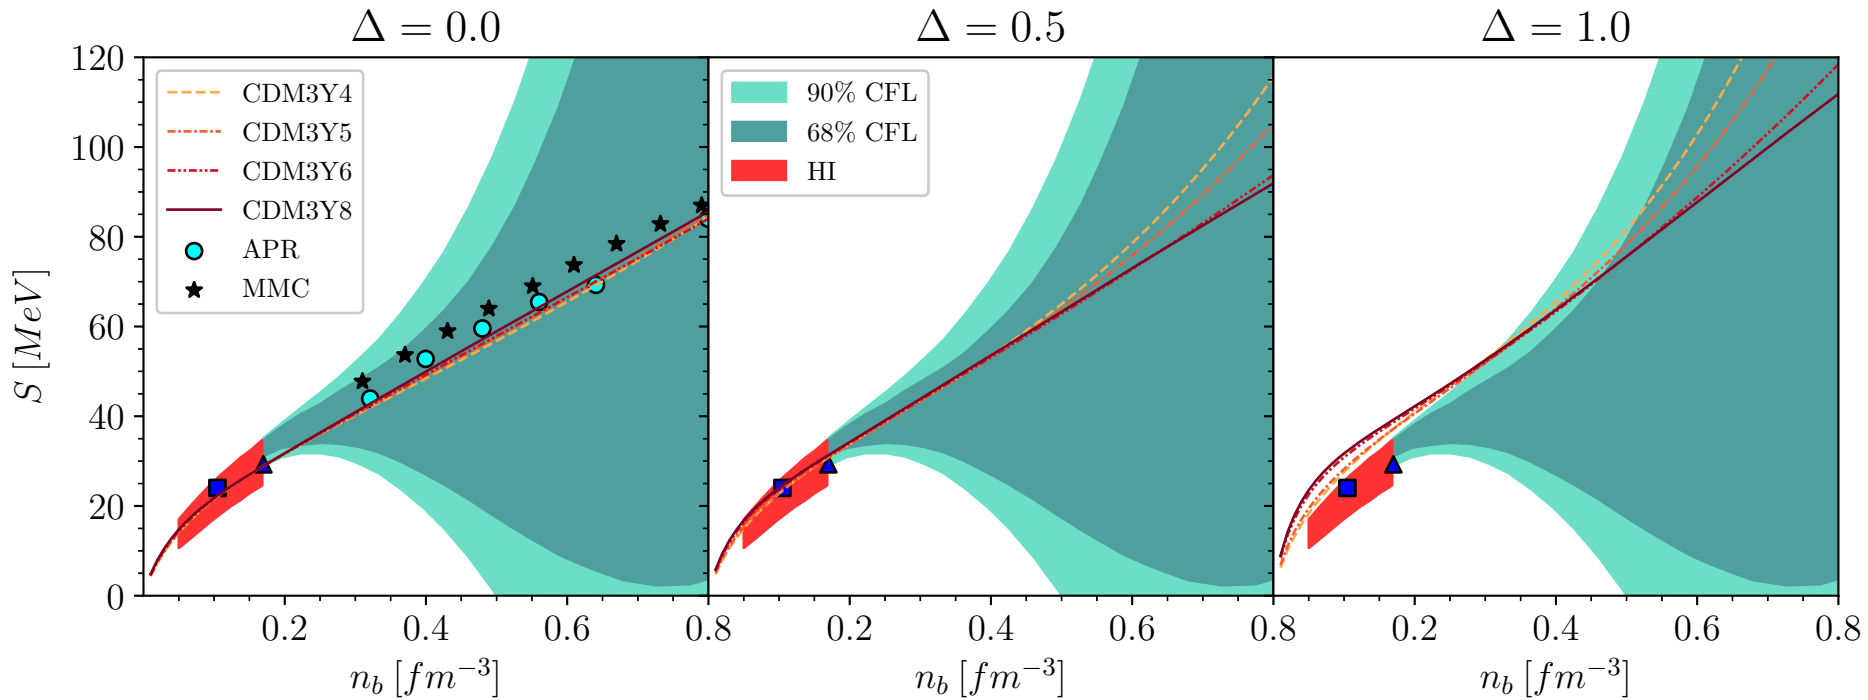 Δ = 0.0
Δ = 0.5
Δ = 1.0
120
100
80
60
40
20
0
S [MeV]
CDM3Y4
CDM3Y5
CDM3Y6
CDM3Y8
APR
MMC
90% CFL
68% CFL
HI
0.2 0.4 0.6 0.8
0.2 0.4 0.6 0.8
0.2 0.4 0.6 0.8
n_b [fm⁻³]
n_b [fm⁻³]
n_b [fm⁻³]